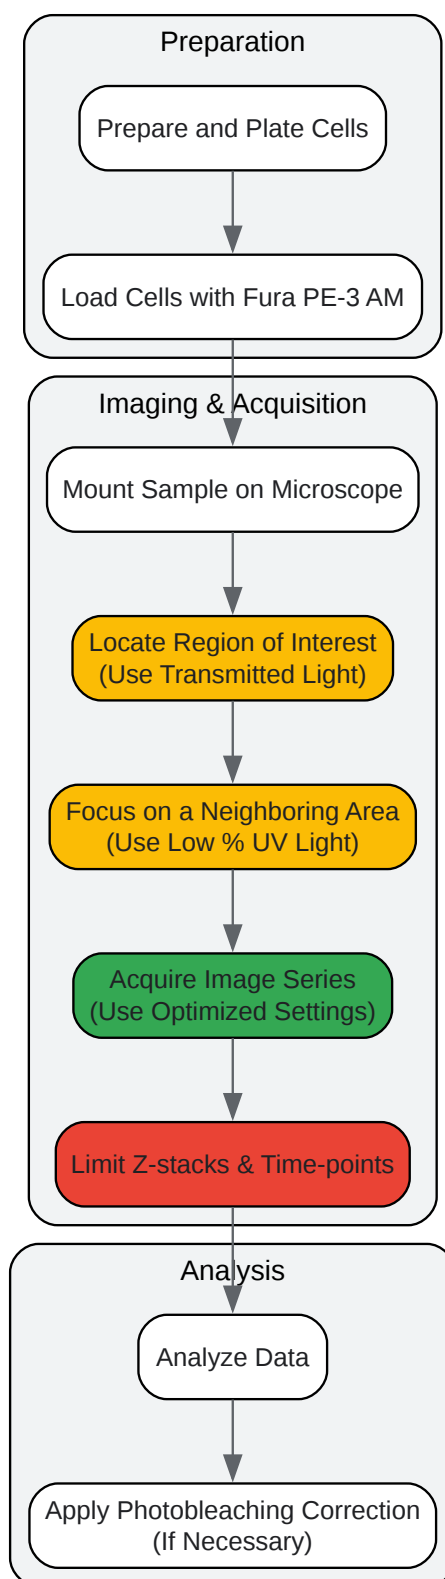 Preparation
Prepare and Plate Cells
Load Cells with Fura PE-3 AM
Imaging & Acquisition
Mount Sample on Microscope
Locate Region of Interest
(Use Transmitted Light)
Focus on a Neighboring Area
(Use Low % UV Light)
Acquire Image Series
(Use Optimized Settings)
Limit Z-stacks & Time-points
Analysis
Analyze Data
Apply Photobleaching Correction
(If Necessary)